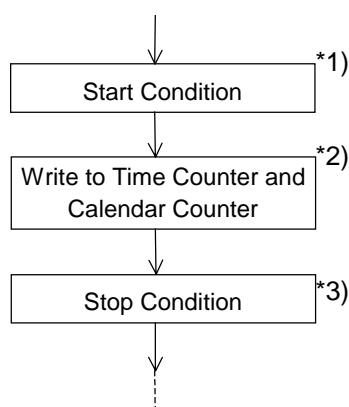 *1)
Start Condition
*2)
Write to Time Counter and
Calendar Counter
*3)
Stop Condition